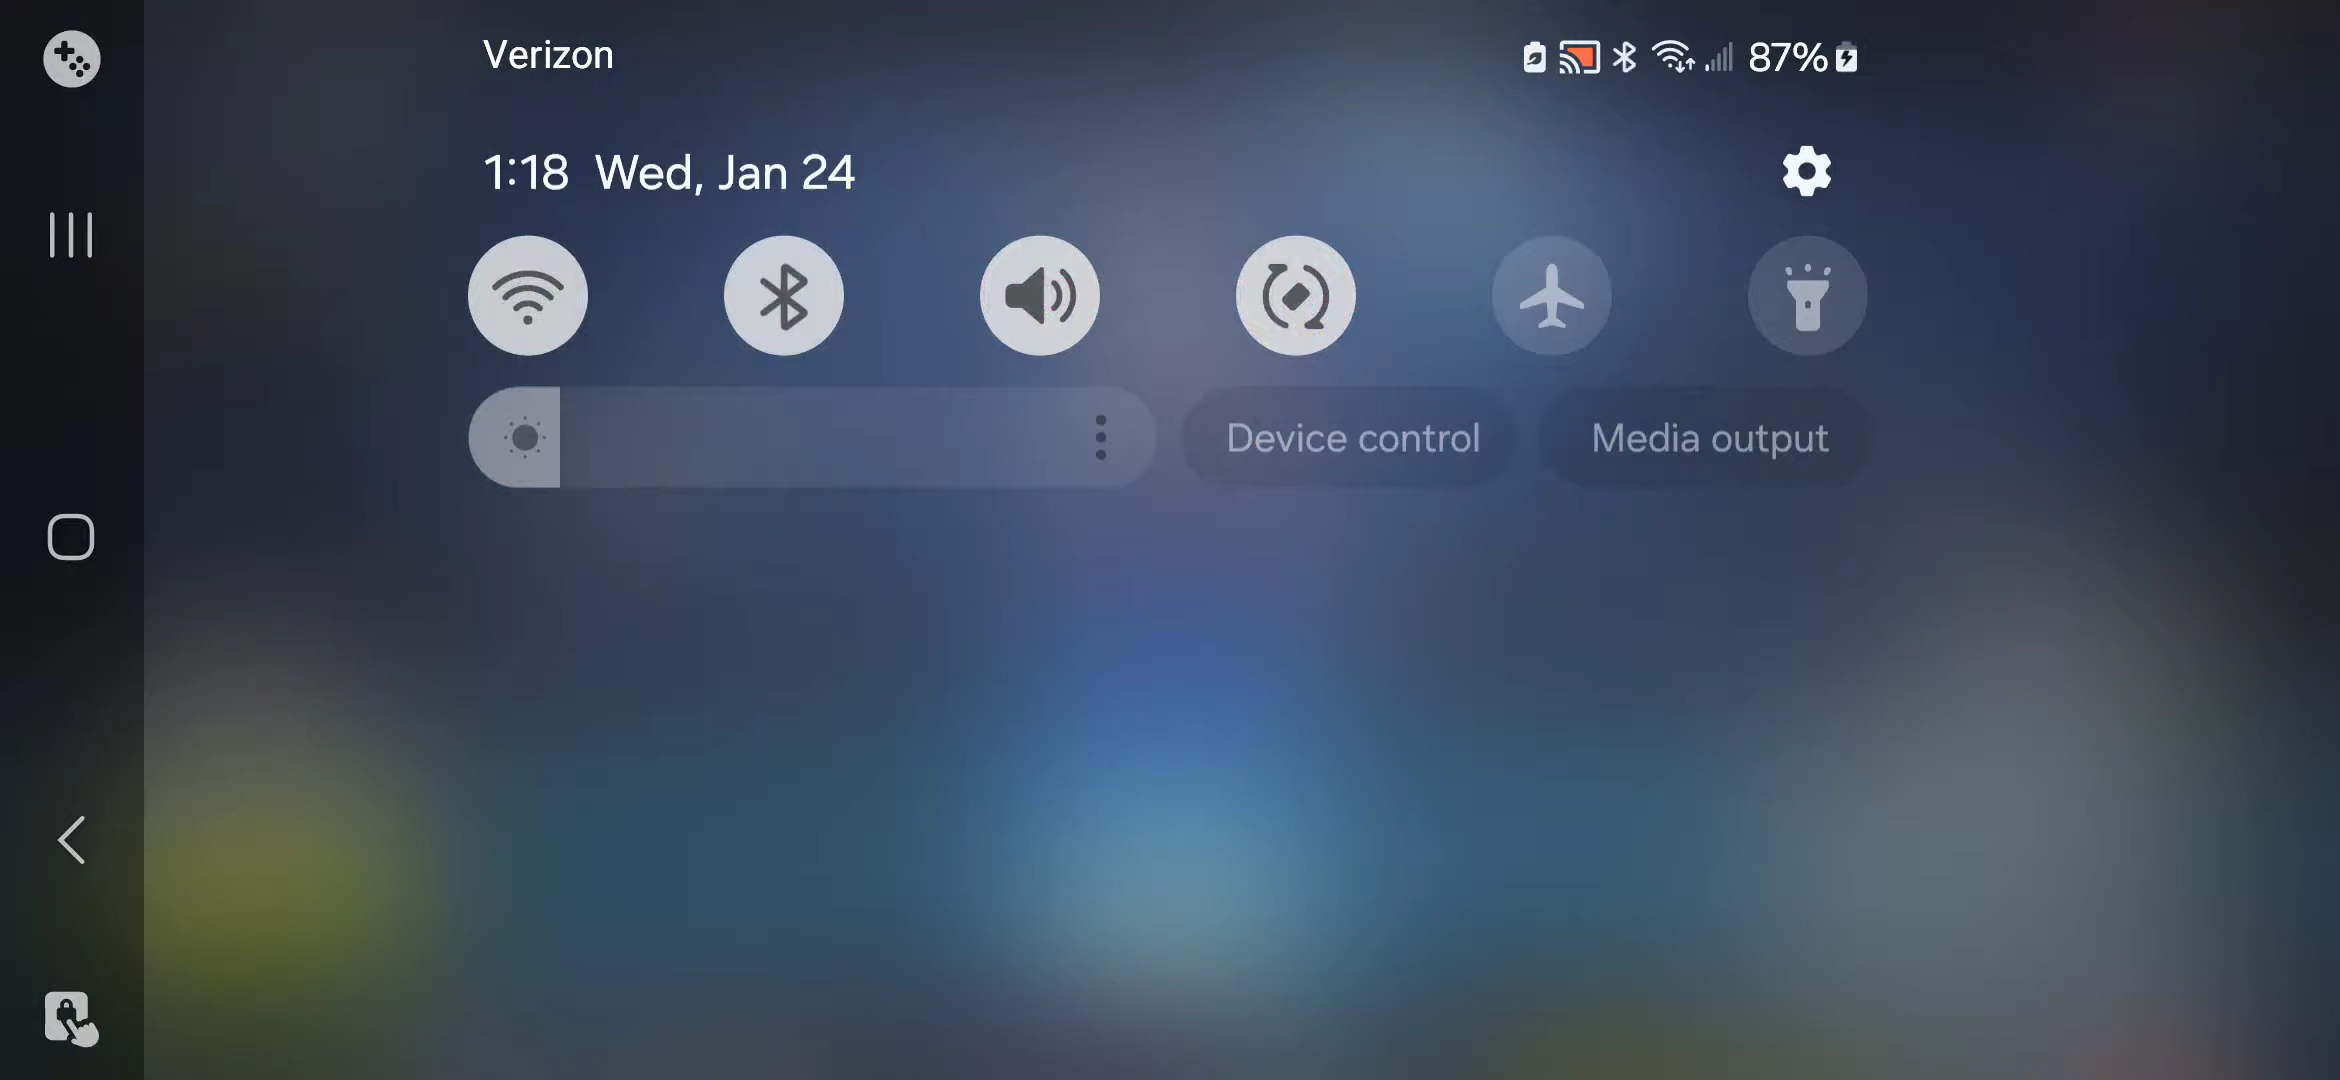 Verizon
87%
1:18 Wed, Jan 24
Device control
Media output